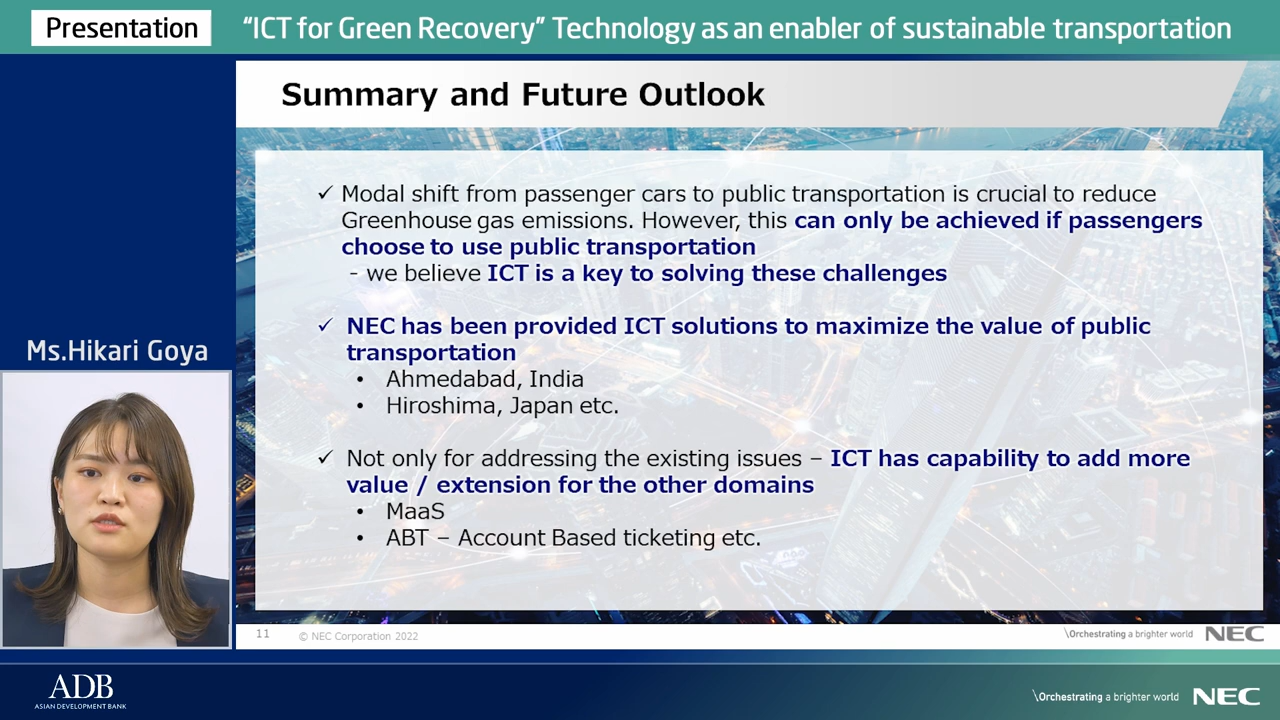 Presentation
“ICT for Green Recovery” Technology as an enabler of sustainable transportation
Summary and Future Outlook
✓ Modal shift from passenger cars to public transportation is crucial to reduce
Greenhouse gas emissions. However, this can only be achieved if passengers
choose to use public transportation
- we believe ICT is a key to solving these challenges
✓ NEC has been provided ICT solutions to maximize the value of public
transportation
• Ahmedabad, India
• Hiroshima, Japan etc.
✓ Not only for addressing the existing issues – ICT has capability to add more
value / extension for the other domains
• MaaS
• ABT – Account Based ticketing etc.
Ms.Hikari Goya
11
© NEC Corporation 2022
\Orchestrating a brighter world NEC
ADB
ASIAN DEVELOPMENT BANK
\Orchestrating a brighter world NEC